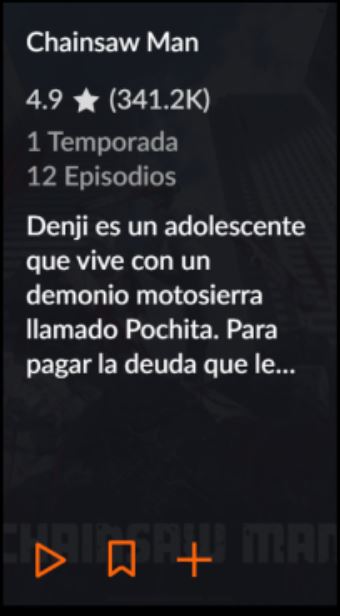 Chainsaw Man
4.9 ★ (341.2K)
1 Temporada
12 Episodios
Denji es un adolescente
que vive con un
demonio motosierra
llamado Pochita. Para
pagar la deuda que le...
CHAINSAW MAN